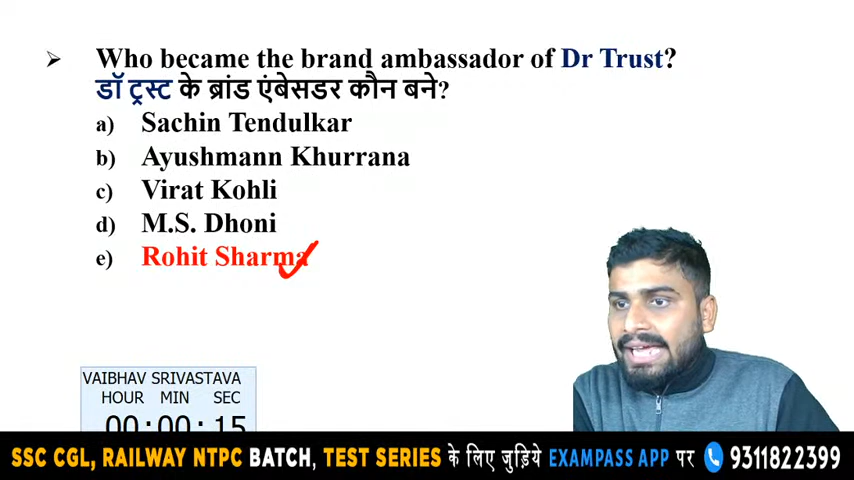 ➤ Who became the brand ambassador of Dr Trust?
डॉ ट्रस्ट के ब्रांड एंबेसडर कौन बने?
a) Sachin Tendulkar
b) Ayushmann Khurrana
c) Virat Kohli
d) M.S. Dhoni
e) Rohit Sharma
VAIBHAV SRIVASTAVA
HOUR MIN SEC
00:00:15
SSC CGL, RAILWAY NTPC BATCH, TEST SERIES के लिए जुड़िये EXAMPASS APP पर 9311822399